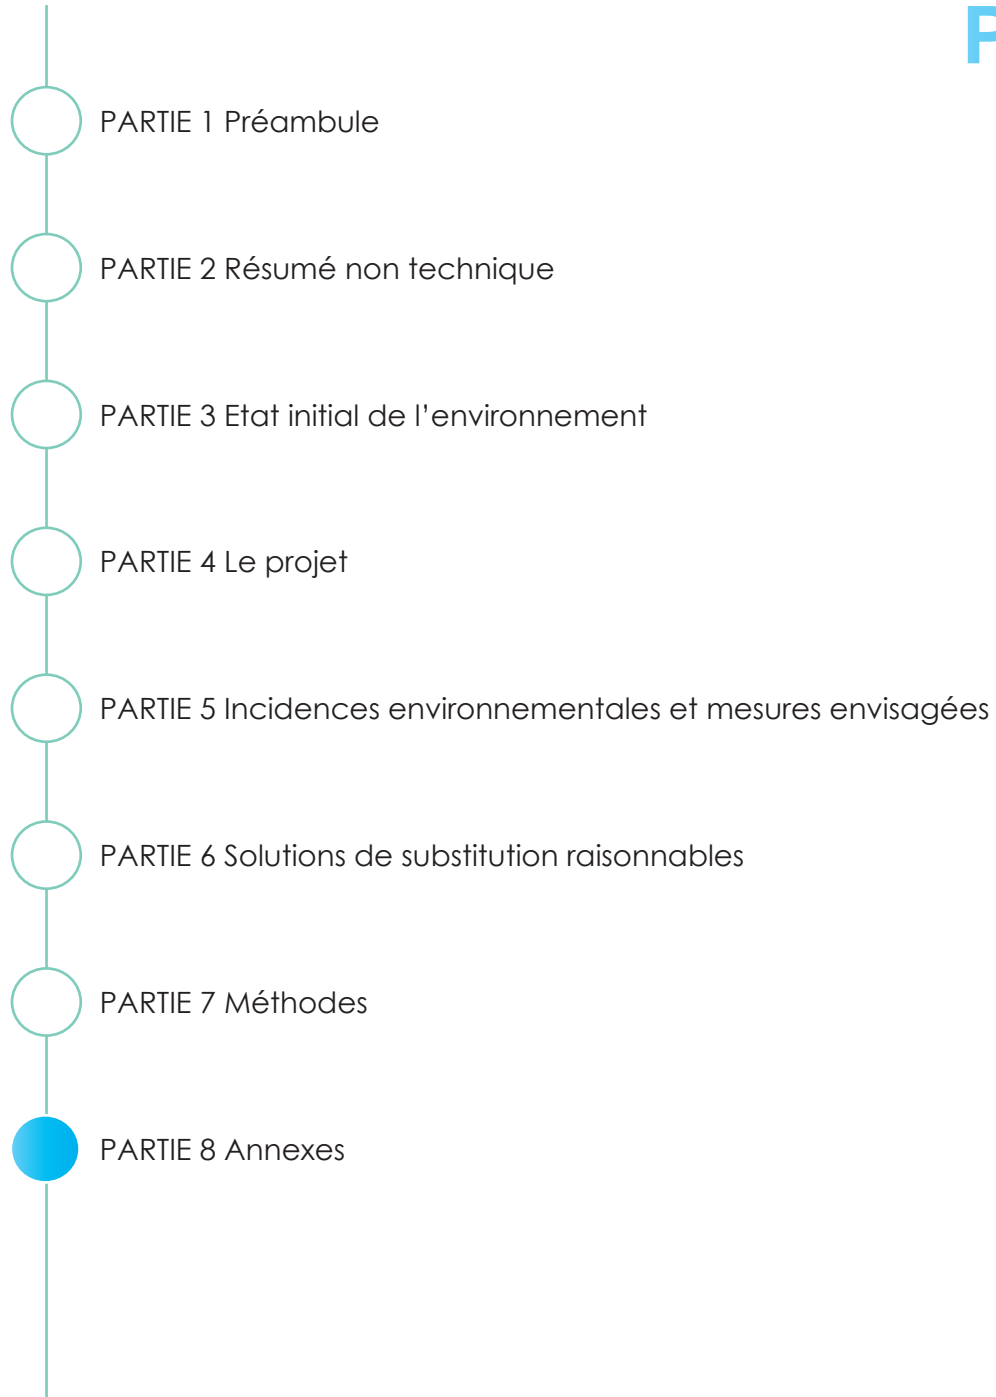 P
PARTIE 1 Préambule
PARTIE 2 Résumé non technique
PARTIE 3 Etat initial de l’environnement
PARTIE 4 Le projet
PARTIE 5 Incidences environnementales et mesures envisagées
PARTIE 6 Solutions de substitution raisonnables
PARTIE 7 Méthodes
PARTIE 8 Annexes